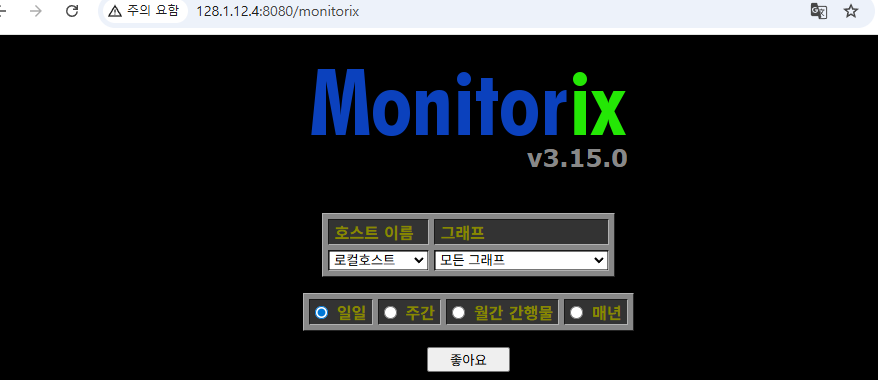 주의 요함 128.1.12.4:8080/monitorix
Monitorix
v3.15.0
호스트 이름 그래프
로컬호스트 모든 그래프
일일 주간 월간 간행물 매년
좋아요